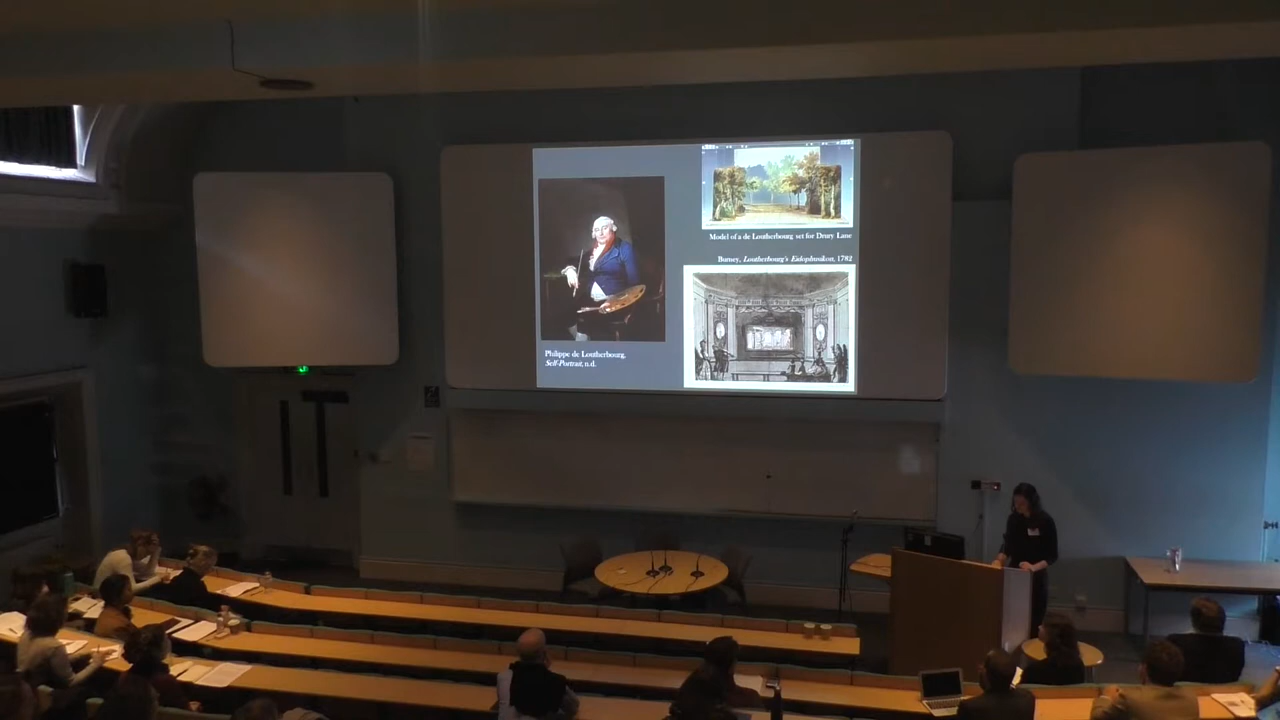 Philippe de Loutherbourg,
Self-Portrait, n.d.
Model of a de Loutherbourg set for Drury Lane
Burney, Loutherbourg's Eidophusikon, 1782